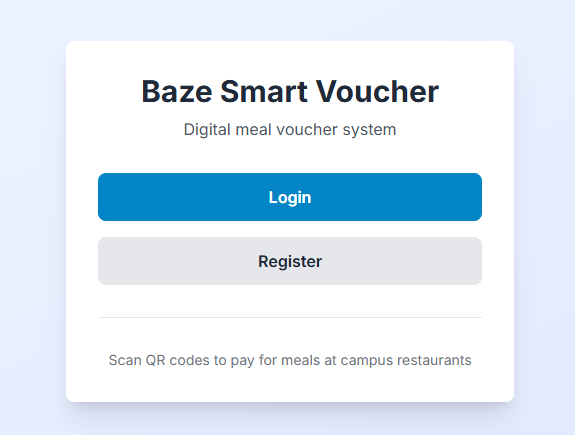 Baze Smart Voucher
Digital meal voucher system
Login
Register
Scan QR codes to pay for meals at campus restaurants